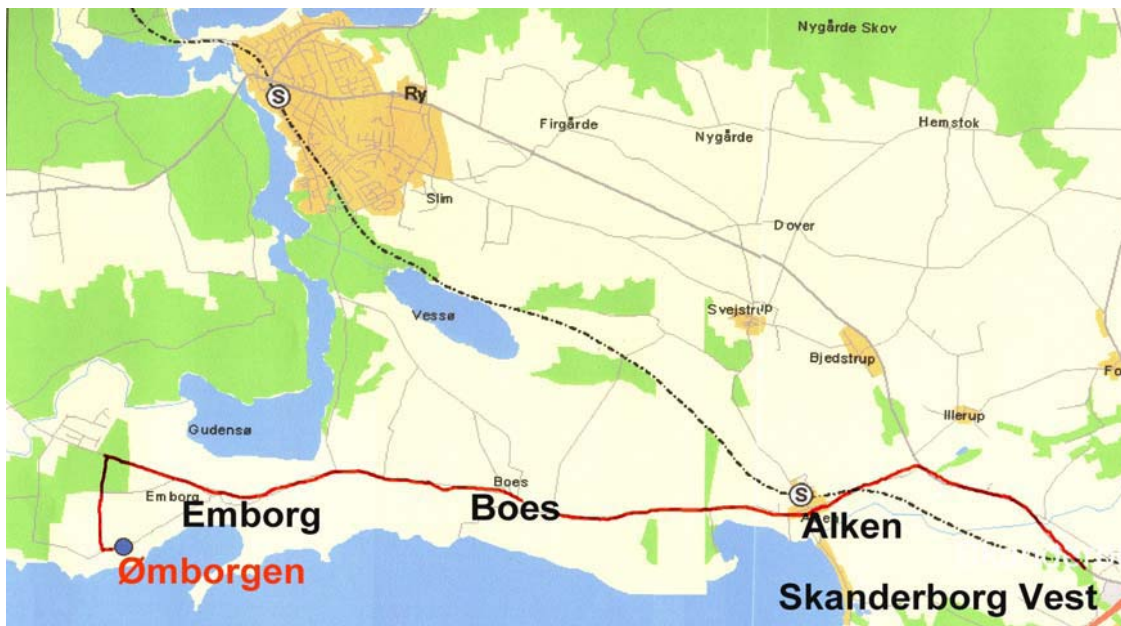 Nygårde Skov
S
Ry
Firgårde
Nygårde
Hemstok
Slim
Dover
Vessø
Svejstrup
Bjedstrup
Fo
Illerup
Gudensø
Emborg
Boes
S
Emborg
Boes
Alken
Ømborgen
Skanderborg Vest